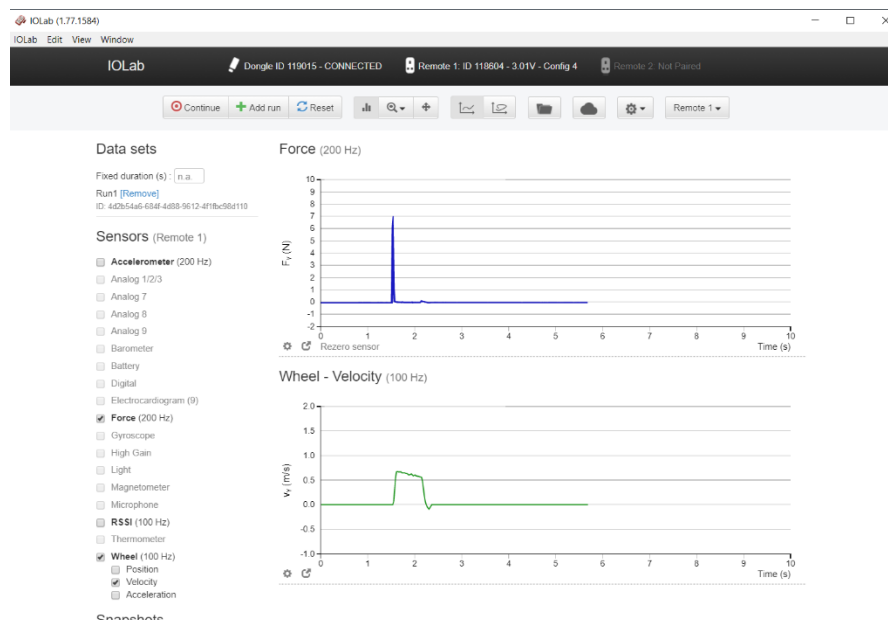 IOLab (1.77.1584)
IOLab Edit View Window
IOLab
Dongle ID 119015 - CONNECTED
Remote 1: ID 118604 - 3.01V - Config 4
Remote 2: Not Paired
Continue
Add run
Reset
Remote 1
Data sets
Fixed duration (s) : n.a.
Run1 [Remove]
Sensors (Remote 1)
Accelerometer (200 Hz)
Analog 1/2/3
Analog 7
Analog 8
Analog 9
Barometer
Battery
Digital
Electrocardiogram (9)
Force (200 Hz)
Gyroscope
High Gain
Light
Magnetometer
Microphone
RSSI (100 Hz)
Thermometer
Wheel (100 Hz)
Position
Velocity
Acceleration
Snapshots
Force (200 Hz)
10
9
8
7
6
5
4
3
2
1
0
-1
-2
Fy (N)
0 1 2 3 4 5 6 7 8 9 10
Rezero sensor
Time (s)
Wheel - Velocity (100 Hz)
2.0
1.5
1.0
0.5
0.0
-0.5
-1.0
vy (m/s)
0 1 2 3 4 5 6 7 8 9 10
Time (s)